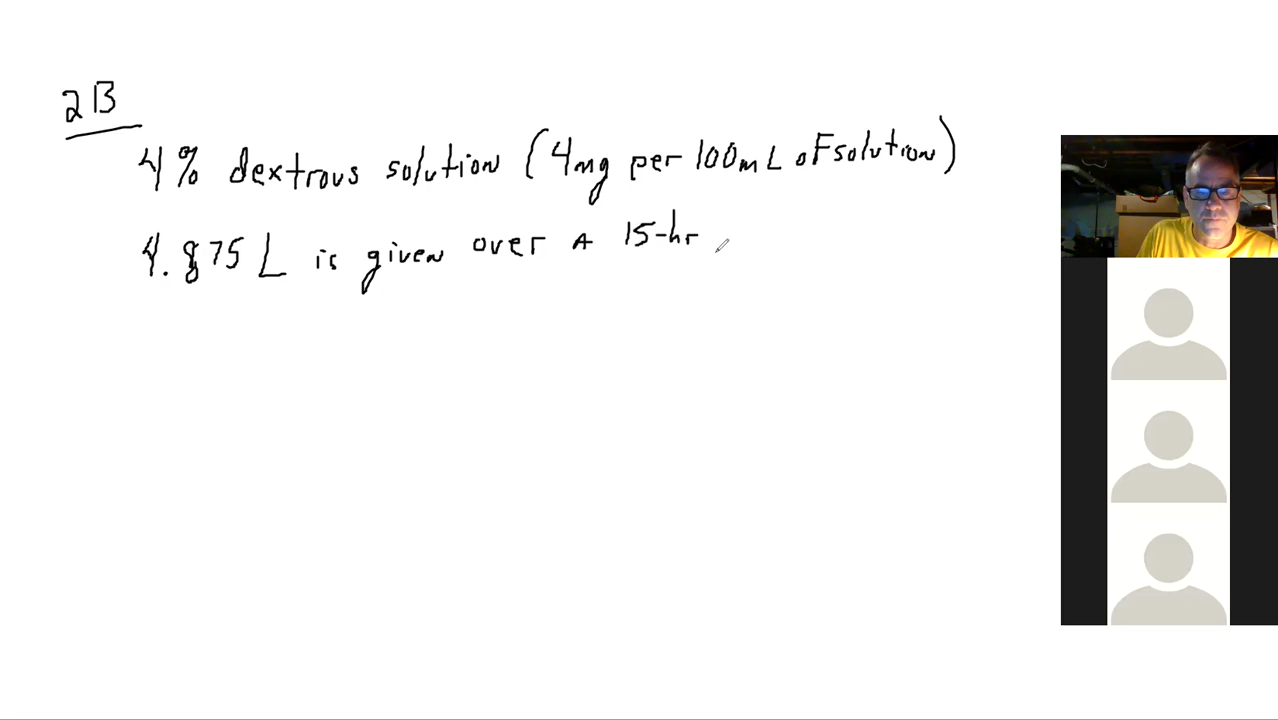 2B
4% dextrous solution (4mg per 100mL of solution)
4.875 L is given over a 15-hr